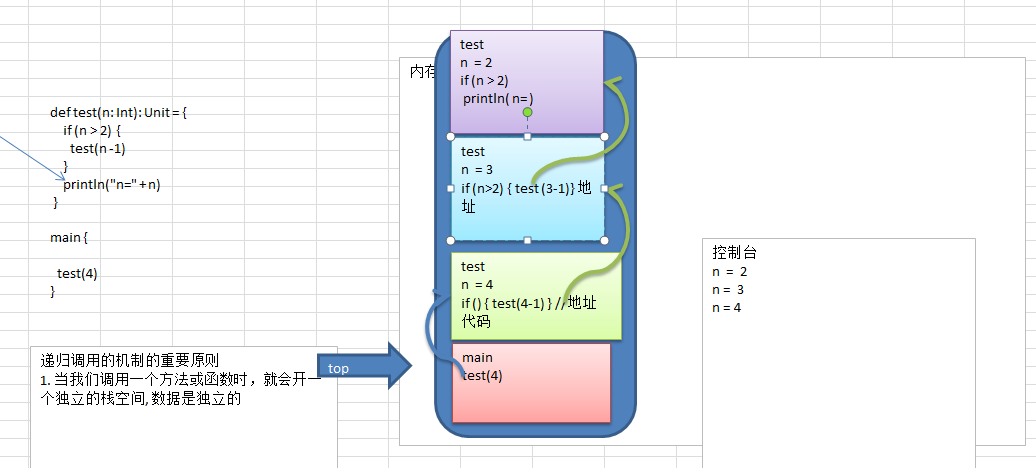 def test(n: Int): Unit = {
if (n > 2) {
test(n -1)
}
println("n=" + n)
}
main {
test(4)
}
递归调用的机制的重要原则
1. 当我们调用一个方法或函数时，就会开一
个独立的栈空间, 数据是独立的
top
内存
test
n = 2
if (n > 2)
println( n= )
test
n = 3
if (n>2) { test (3-1)} 地
址
test
n = 4
if () { test(4-1) } // 地址
代码
main
test(4)
控制台
n = 2
n = 3
n = 4